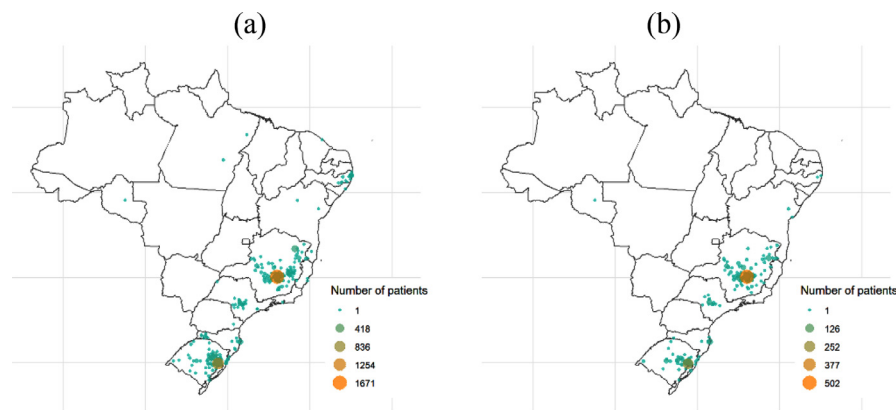 (a)
(b)
Number of patients
1
418
836
1254
1671
Number of patients
1
126
252
377
502